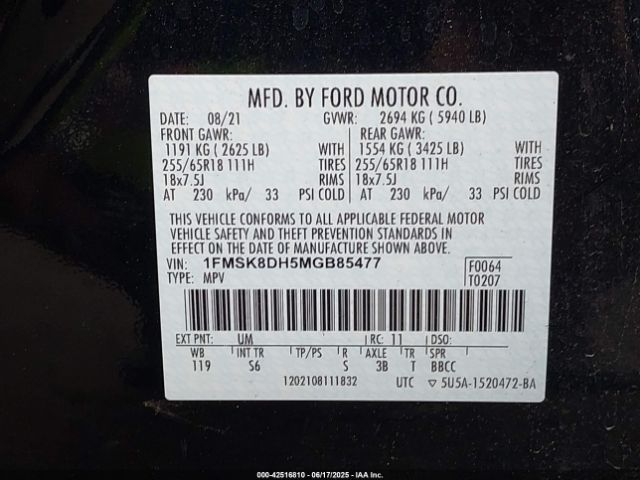 MFD. BY FORD MOTOR CO.
DATE: 08/21 GVWR: 2694 KG ( 5940 LB)
FRONT GAWR: REAR GAWR:
1191 KG ( 2625 LB) WITH 1554 KG ( 3425 LB) WITH
255/65R18 111H TIRES 255/65R18 111H TIRES
18x7.5J RIMS 18x7.5J RIMS
AT 230 kPa/ 33 PSI COLD AT 230 kPa/ 33 PSI COLD
THIS VEHICLE CONFORMS TO ALL APPLICABLE FEDERAL MOTOR
VEHICLE SAFETY AND THEFT PREVENTION STANDARDS IN
EFFECT ON THE DATE OF MANUFACTURE SHOWN ABOVE.
VIN: 1FMSK8DH5MGB85477 F0064
TYPE: MPV T0207
EXT PNT: UM RC: 11
WB INT TR TP/PS R AXLE TR SPR
119 S6 S 3B T BBCC
1202108111832 UTC ▽ 5U5A-1520472-BA
000-42516810 - 06/17/2025 - IAA Inc.